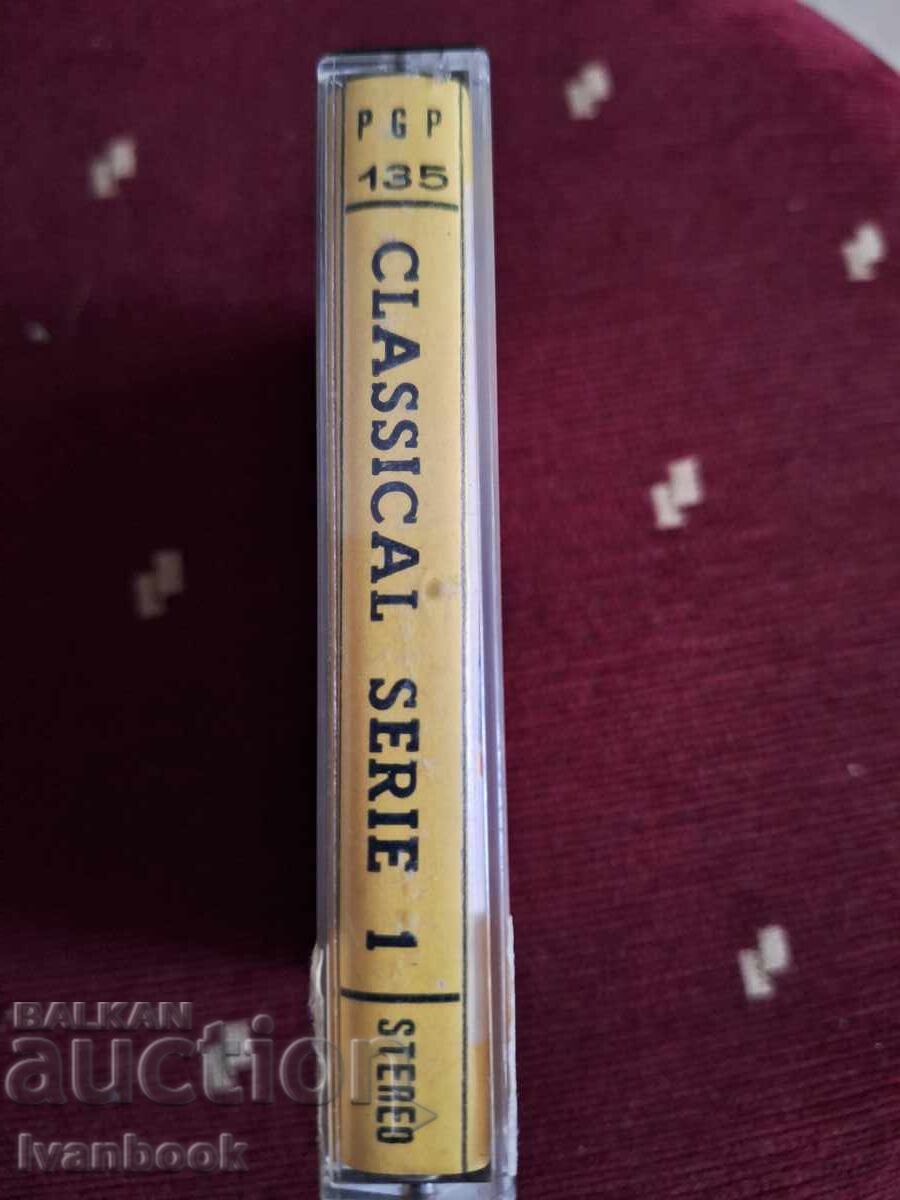 PGP
135
CLASSICAL SERIE 1
STEREO
BALKAN
auction
Ivanbook